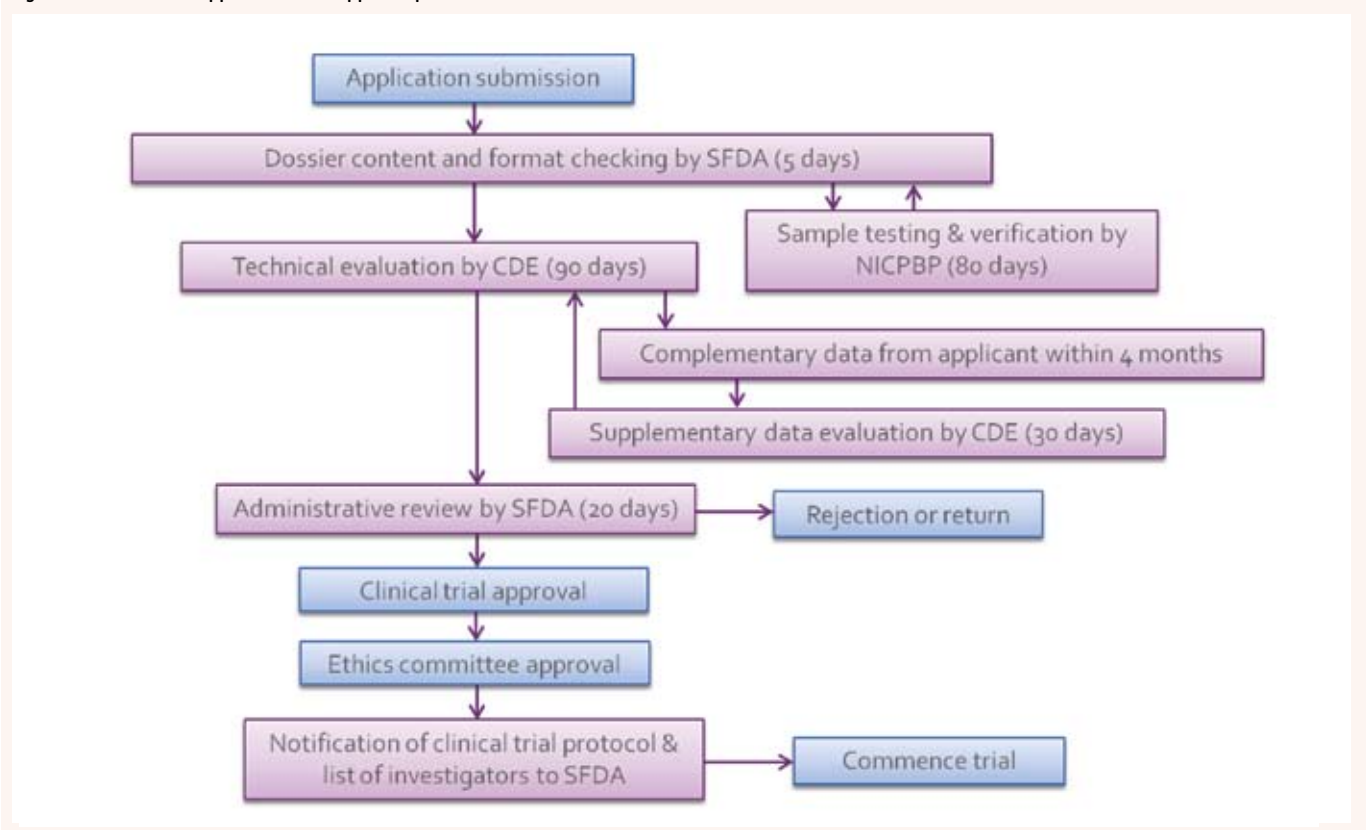 Application submission
Dossier content and format checking by SFDA (5 days)
Sample testing & verification by
NICPBP (80 days)
Technical evaluation by CDE (90 days)
Complementary data from applicant within 4 months
Supplementary data evaluation by CDE (30 days)
Administrative review by SFDA (20 days)
Rejection or return
Clinical trial approval
Ethics committee approval
Notification of clinical trial protocol &
list of investigators to SFDA
Commence trial